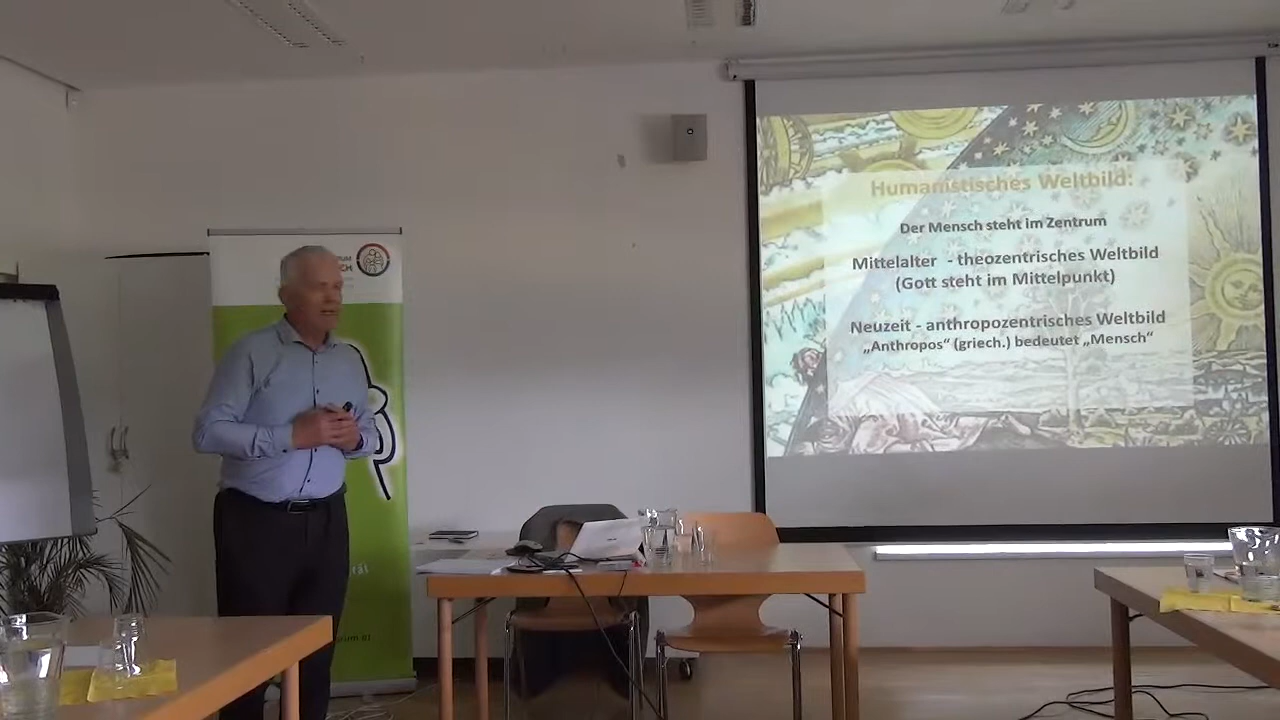 Humanistisches Weltbild:
Der Mensch steht im Zentrum
Mittelalter - theozentrisches Weltbild
(Gott steht im Mittelpunkt)
Neuzeit - anthropozentrisches Weltbild
„Anthropos“ (griech.) bedeutet „Mensch“